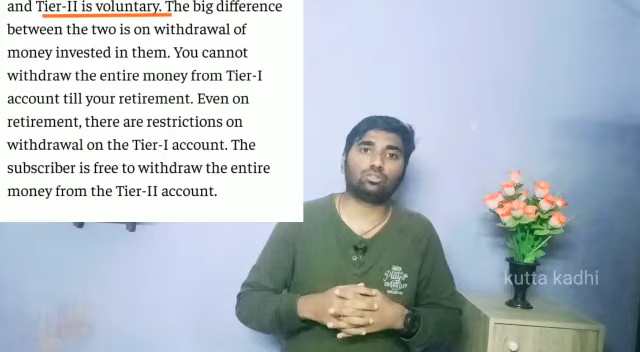 and Tier-II is voluntary. The big difference
between the two is on withdrawal of
money invested in them. You cannot
withdraw the entire money from Tier-I
account till your retirement. Even on
retirement, there are restrictions on
withdrawal on the Tier-I account. The
subscriber is free to withdraw the entire
money from the Tier-II account.
kutta kadhi